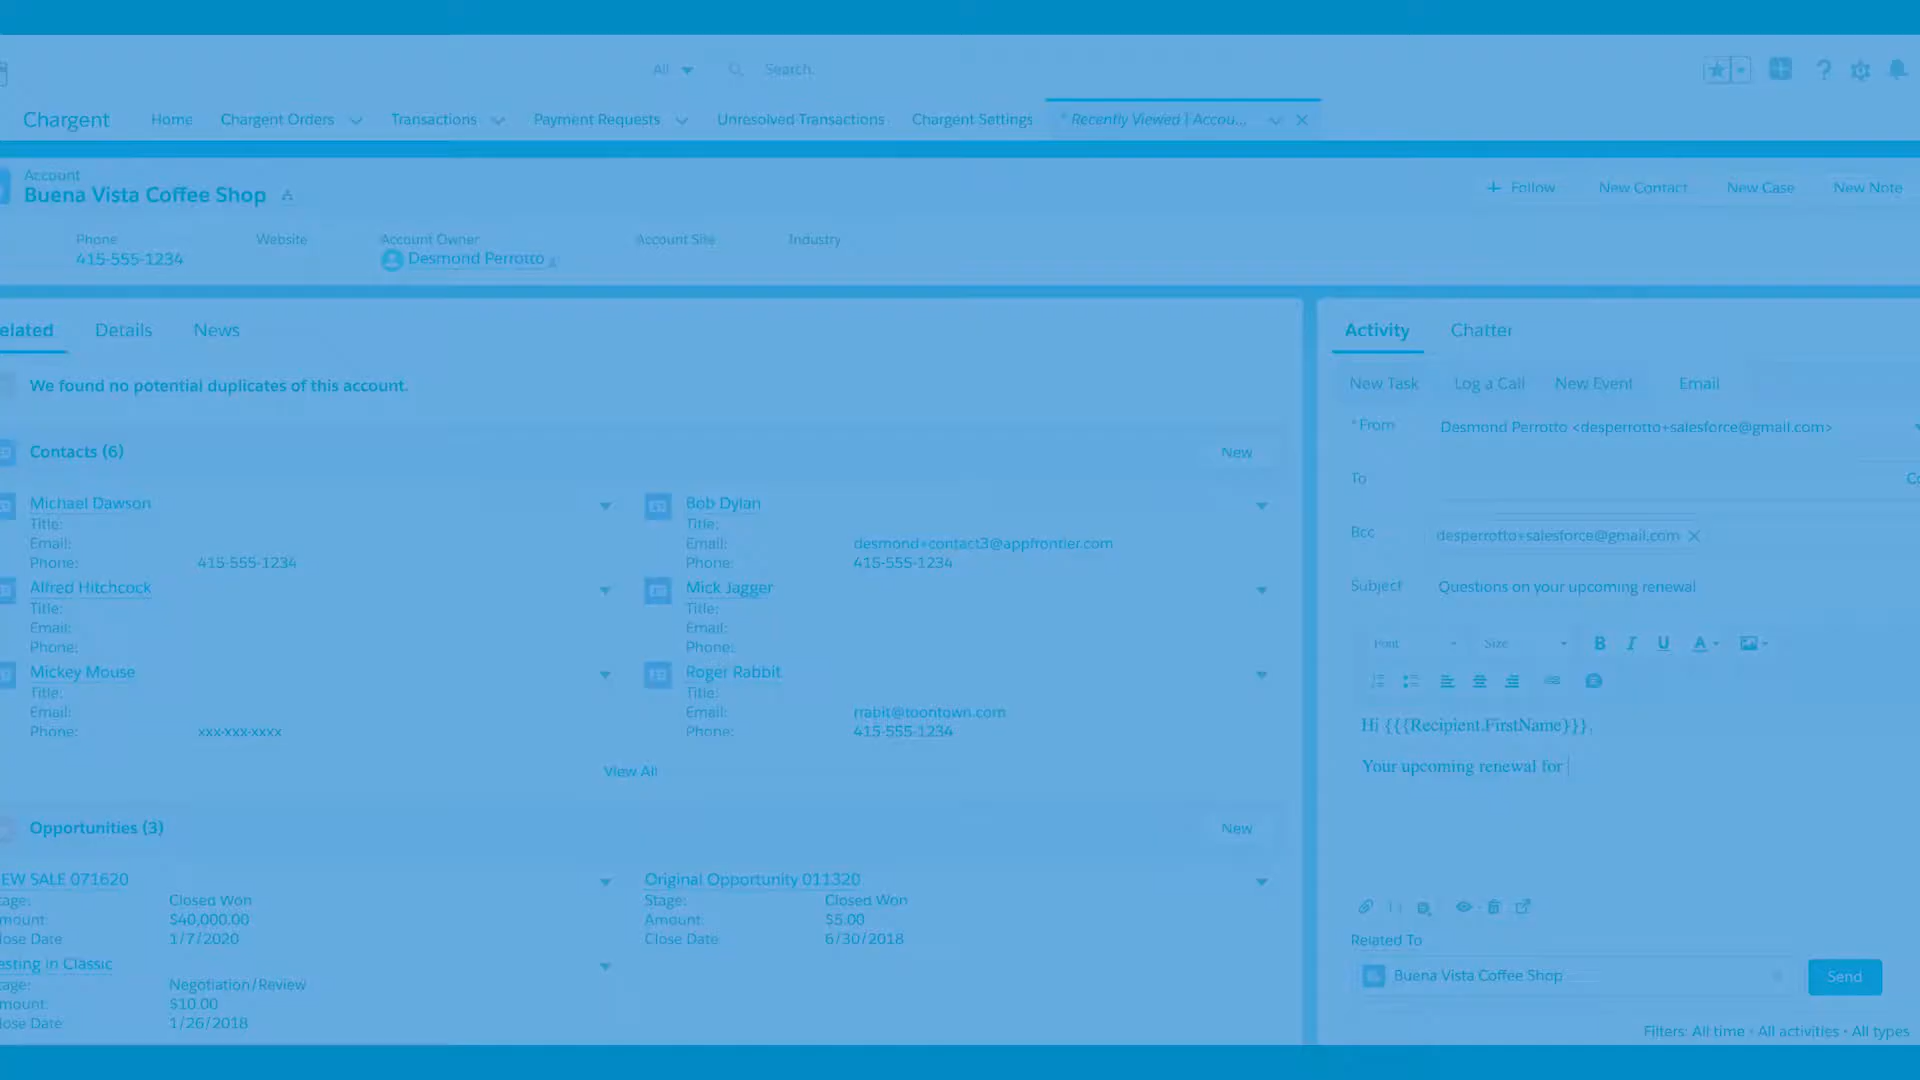 All
Search.
Chargent
Home
Chargent Orders
Transactions
Payment Requests
Unresolved Transactions
Chargent Settings
* Recently Viewed | Accou...
Account
Buena Vista Coffee Shop
+ Follow
New Contact
New Case
New Note
Phone
415-555-1234
Website
Account Owner
Desmond Perrotto
Account Site
Industry
elated
Details
News
We found no potential duplicates of this account.
Contacts (6)
New
Michael Dawson
Title:
Email:
Phone: 415-555-1234
Bob Dylan
Title:
Email: desmond+contact3@appfrontier.com
Phone: 415-555-1234
Alfred Hitchcock
Title:
Email:
Phone:
Mick Jagger
Title:
Email:
Phone:
Mickey Mouse
Title:
Email:
Phone: xxx-xxx-xxxx
Roger Rabbit
Title:
Email: rrabit@toontown.com
Phone: 415-555-1234
View All
Opportunities (3)
New
EW SALE 071620
tage: Closed Won
mount: $40,000.00
lose Date 1/7/2020
Original Opportunity 011320
Stage: Closed Won
Amount: $5.00
Close Date: 6/30/2018
esting in Classic
tage: Negotiation/Review
mount: $10.00
lose Date 1/26/2018
Activity
Chatter
New Task
Log a Call
New Event
Email
* From Desmond Perrotto <desperrotto+salesforce@gmail.com>
To
Bcc desperrotto+salesforce@gmail.com
Subject Questions on your upcoming renewal
Font
Size
B I U A
Hi {{{Recipient.FirstName}}},
Your upcoming renewal for
Related To
Buena Vista Coffee Shop
Send
Filters: All time • All activities • All types